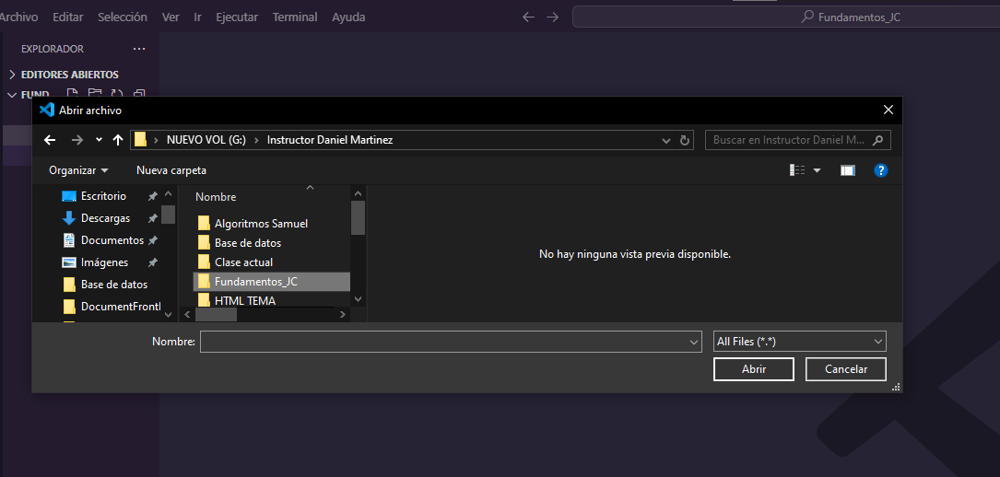 Archivo Editar Selección Ver Ir Ejecutar Terminal Ayuda Fundamentos_JC
EXPLORADOR ...
EDITORES ABIERTOS
FUND
Abrir archivo
NUEVO VOL (G:) Instructor Daniel Martinez Buscar en Instructor Daniel M...
Organizar Nueva carpeta
Escritorio
Descargas
Documentos
Imágenes
Base de datos
DocumentFront
Nombre
Algoritmos Samuel
Base de datos
Clase actual
Fundamentos_JC
HTML TEMA
No hay ninguna vista previa disponible.
Nombre: All Files (*.*)
Abrir Cancelar